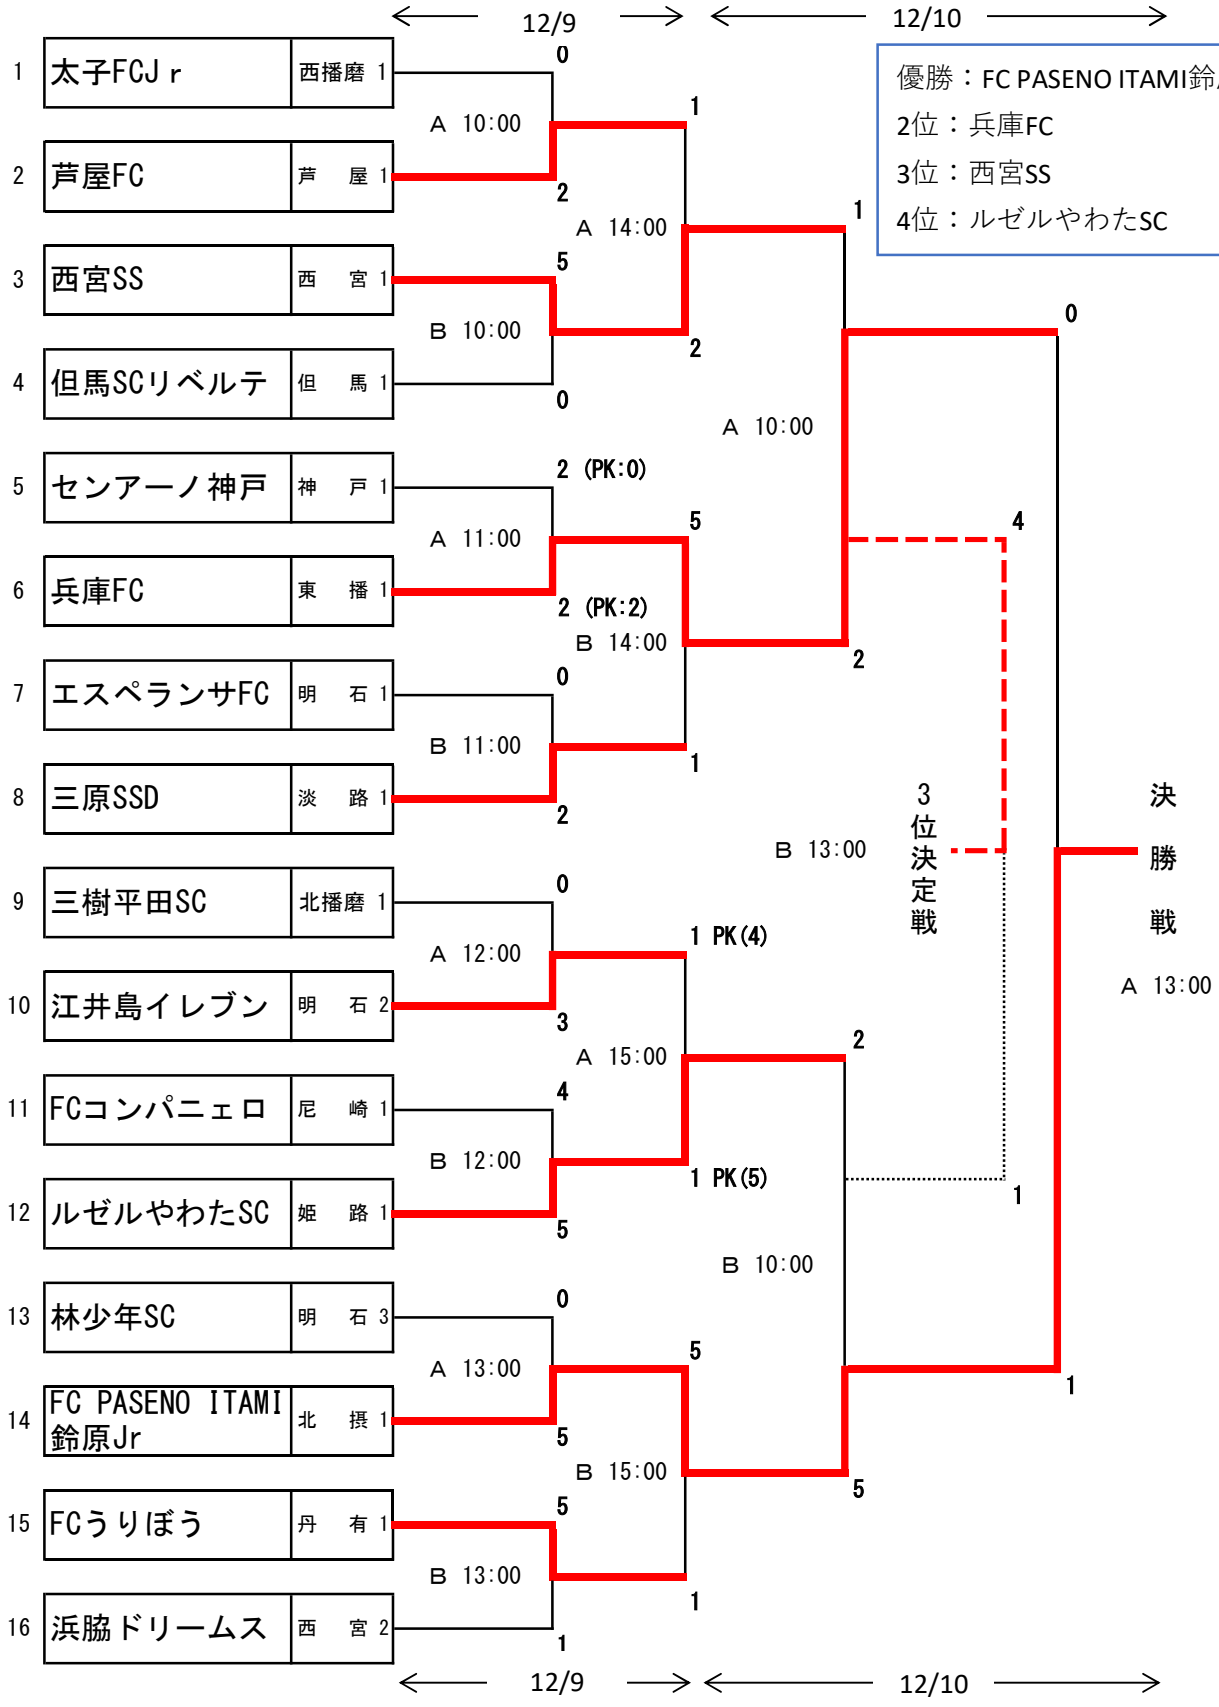 12/9
12/10
優勝：FC PASENO ITAMI鈴
2位：兵庫FC
3位：西宮SS
4位：ルゼルやわたSC
1 太子FCJｒ 西播磨 1
0
A 10:00
1
2 芦屋FC 芦 屋 1
2
A 14:00
1
3 西宮SS 西 宮 1
5
B 10:00
0
2
4 但馬SCリベルテ 但 馬 1
0
A 10:00
5 センアーノ神戸 神 戸 1
2 (PK:0)
A 11:00
5
4
6 兵庫FC 東 播 1
2 (PK:2)
B 14:00
2
7 エスペランサFC 明 石 1
0
B 11:00
1
8 三原SSD 淡 路 1
2
3位決定戦
B 13:00
決勝戦
A 13:00
9 三樹平田SC 北播磨 1
0
A 12:00
1 PK(4)
10 江井島イレブン 明 石 2
3
A 15:00
2
11 FCコンパニェロ 尼 崎 1
4
B 12:00
1 PK(5)
1
12 ルゼルやわたSC 姫 路 1
5
B 10:00
13 林少年SC 明 石 3
0
A 13:00
5
1
14 FC PASENO ITAMI
鈴原Jr 北 摂 1
5
B 15:00
5
15 FCうりぼう 丹 有 1
5
B 13:00
1
16 浜脇ドリームス 西 宮 2
1
12/9
12/10